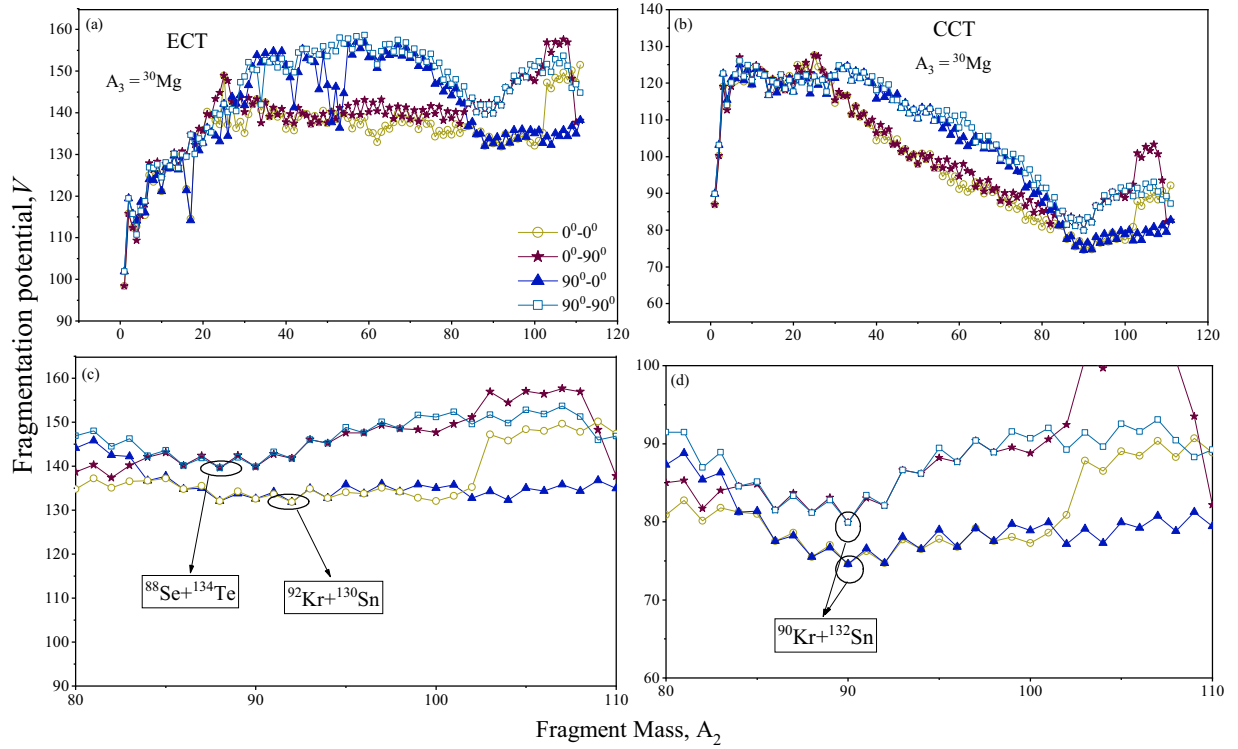 (a)
ECT
A₃ = ³⁰Mg
160
150
140
130
120
110
100
90
0 20 40 60 80 100 120
0⁰-0⁰
0⁰-90⁰
90⁰-0⁰
90⁰-90⁰
(b)
CCT
A₃ = ³⁰Mg
140
130
120
110
100
90
80
70
60
0 20 40 60 80 100 120
Fragmentation potential, V
(c)
160
150
140
130
120
110
100
90
80 90 100 110
⁸⁸Se+¹³⁴Te
⁹²Kr+¹³⁰Sn
(d)
100
90
80
70
60
80 90 100 110
⁹⁰Kr+¹³²Sn
Fragment Mass, A₂